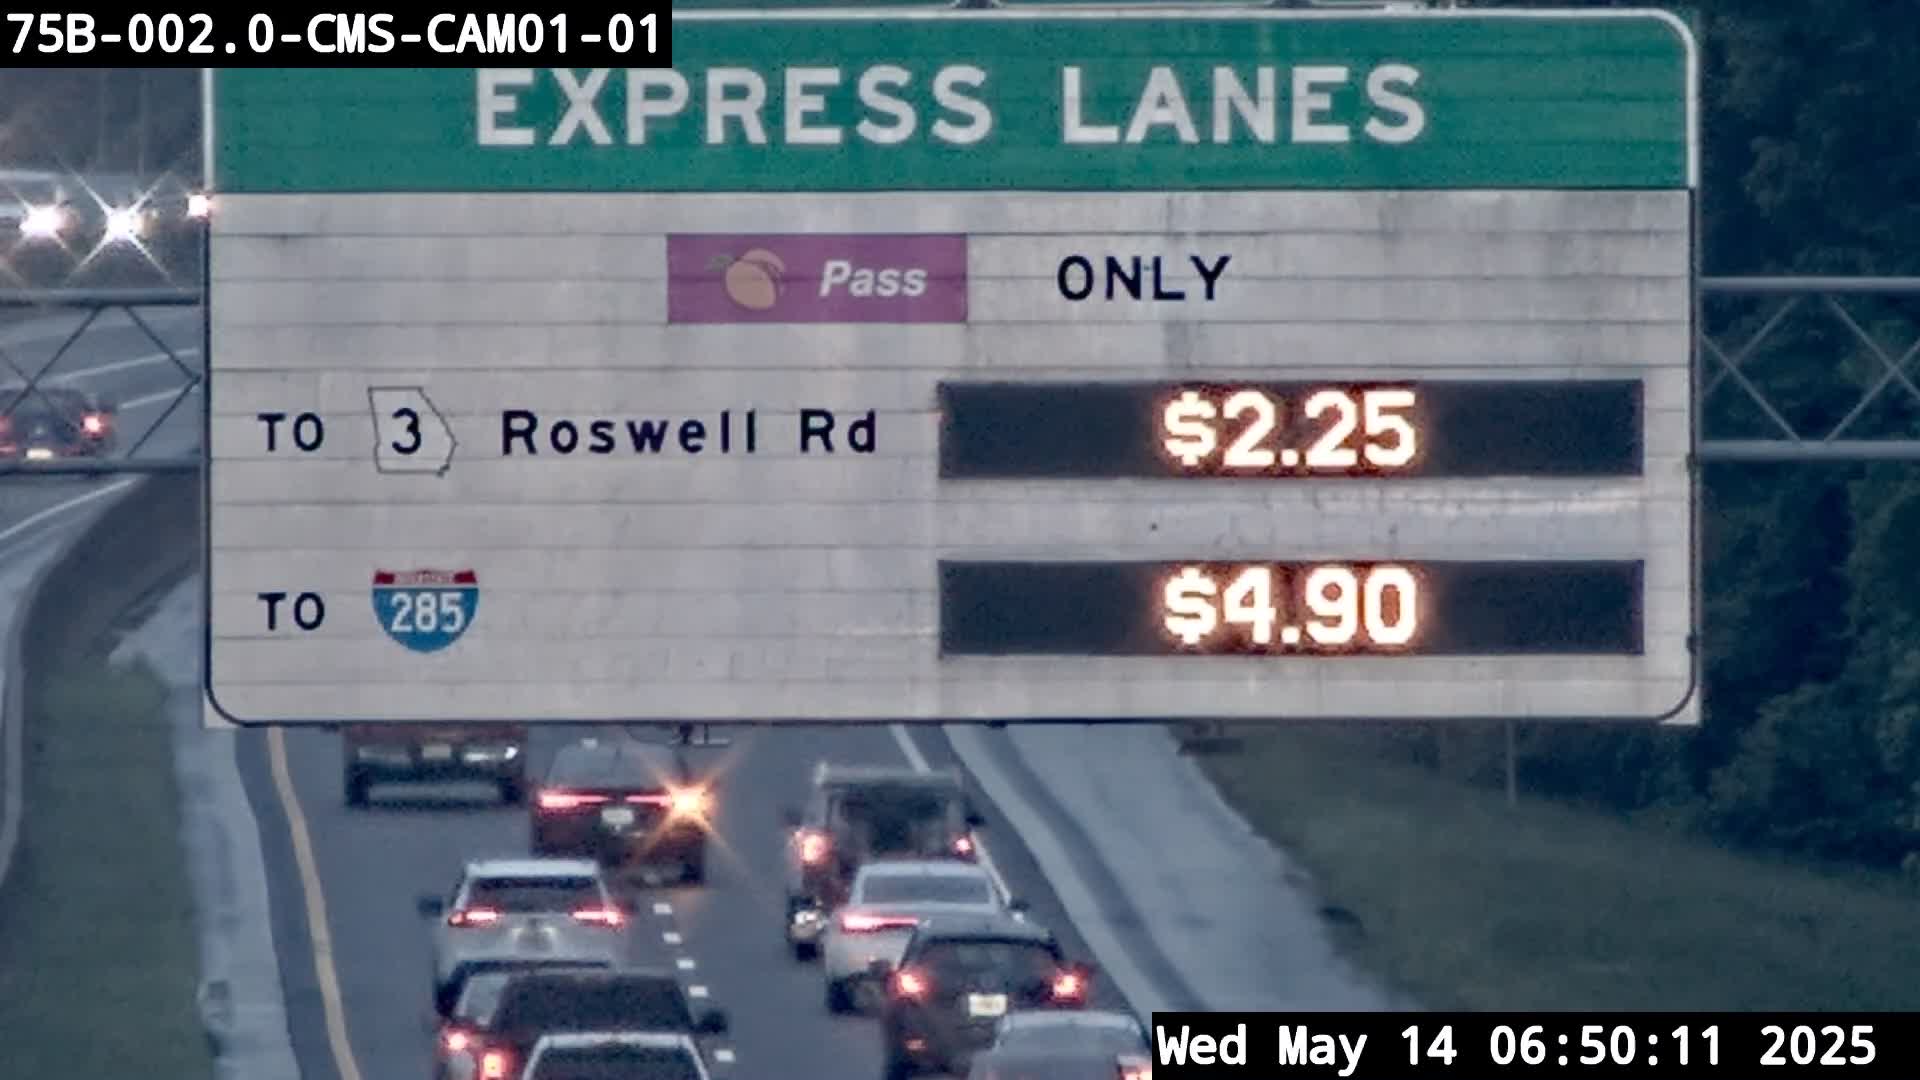 75B-002.0-CMS-CAM01-01
EXPRESS LANES
Pass ONLY
TO 3 Roswell Rd $2.25
TO 285 $4.90
Wed May 14 06:50:11 2025